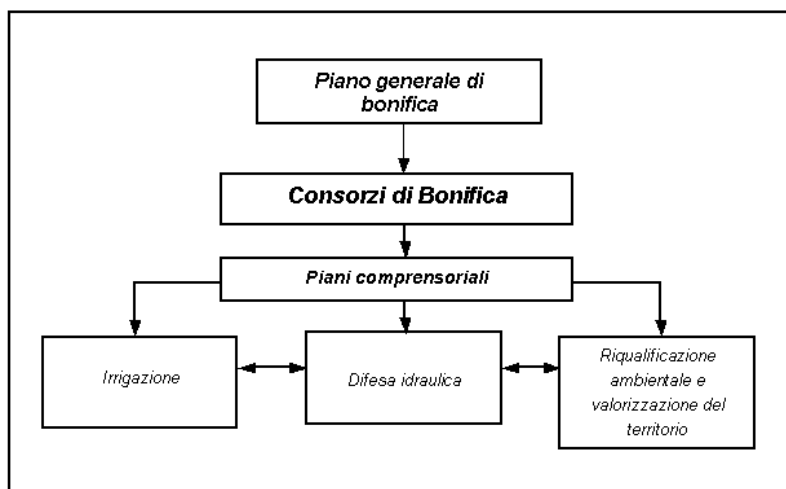 Piano generale di
bonifica
Consorzi di Bonifica
Piani comprensoriali
Irrigazione
Difesa idraulica
Riqualificazione
ambientale e
valorizzazione del
territorio